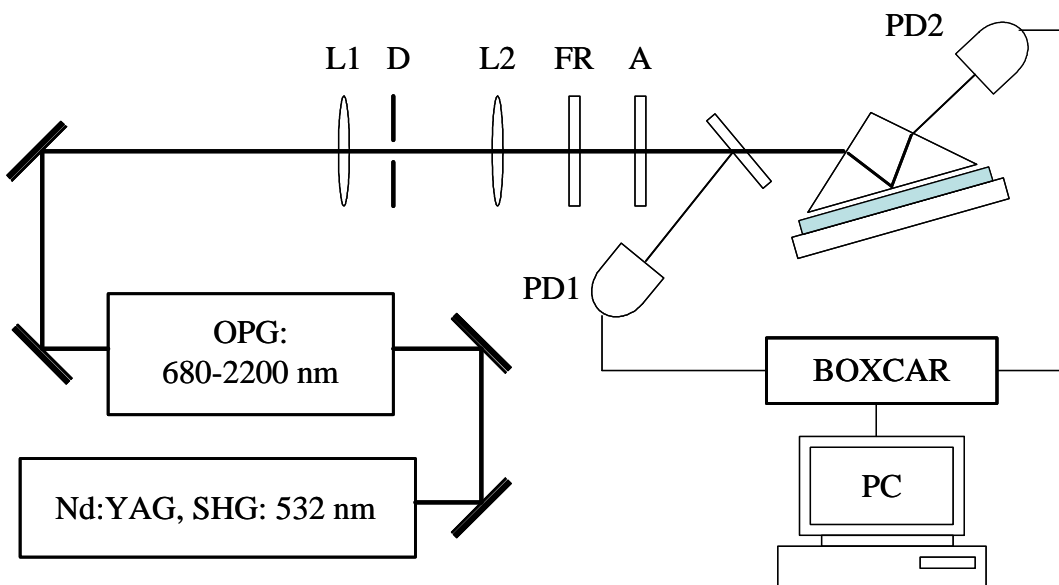 PD2
L1 D L2 FR A
PD1
OPG:
680-2200 nm
BOXCAR
Nd:YAG, SHG: 532 nm
PC